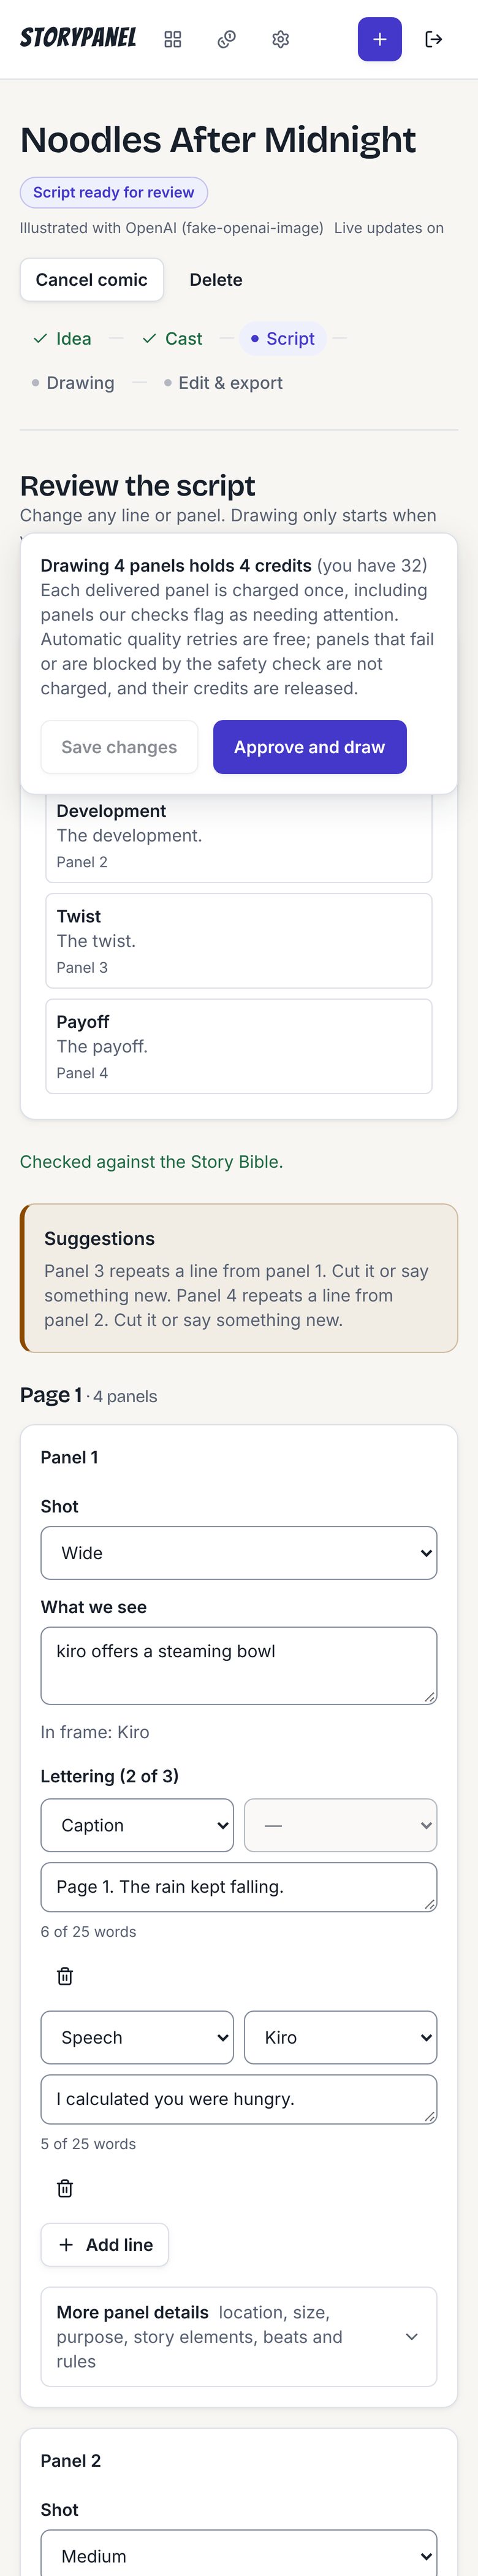 STORYPANEL
Noodles After Midnight
Script ready for review
Illustrated with OpenAI (fake-openai-image) Live updates on
Cancel comic Delete
Idea — Cast — Script —
Drawing — Edit & export
Review the script
Change any line or panel. Drawing only starts when
Drawing 4 panels holds 4 credits (you have 32)
Each delivered panel is charged once, including
panels our checks flag as needing attention.
Automatic quality retries are free; panels that fail
or are blocked by the safety check are not
charged, and their credits are released.
Save changes Approve and draw
Development
The development.
Panel 2
Twist
The twist.
Panel 3
Payoff
The payoff.
Panel 4
Checked against the Story Bible.
Suggestions
Panel 3 repeats a line from panel 1. Cut it or say
something new. Panel 4 repeats a line from
panel 2. Cut it or say something new.
Page 1 · 4 panels
Panel 1
Shot
Wide
What we see
kiro offers a steaming bowl
In frame: Kiro
Lettering (2 of 3)
Caption —
Page 1. The rain kept falling.
6 of 25 words
Speech Kiro
I calculated you were hungry.
5 of 25 words
Add line
More panel details location, size,
purpose, story elements, beats and
rules
Panel 2
Shot
Medium